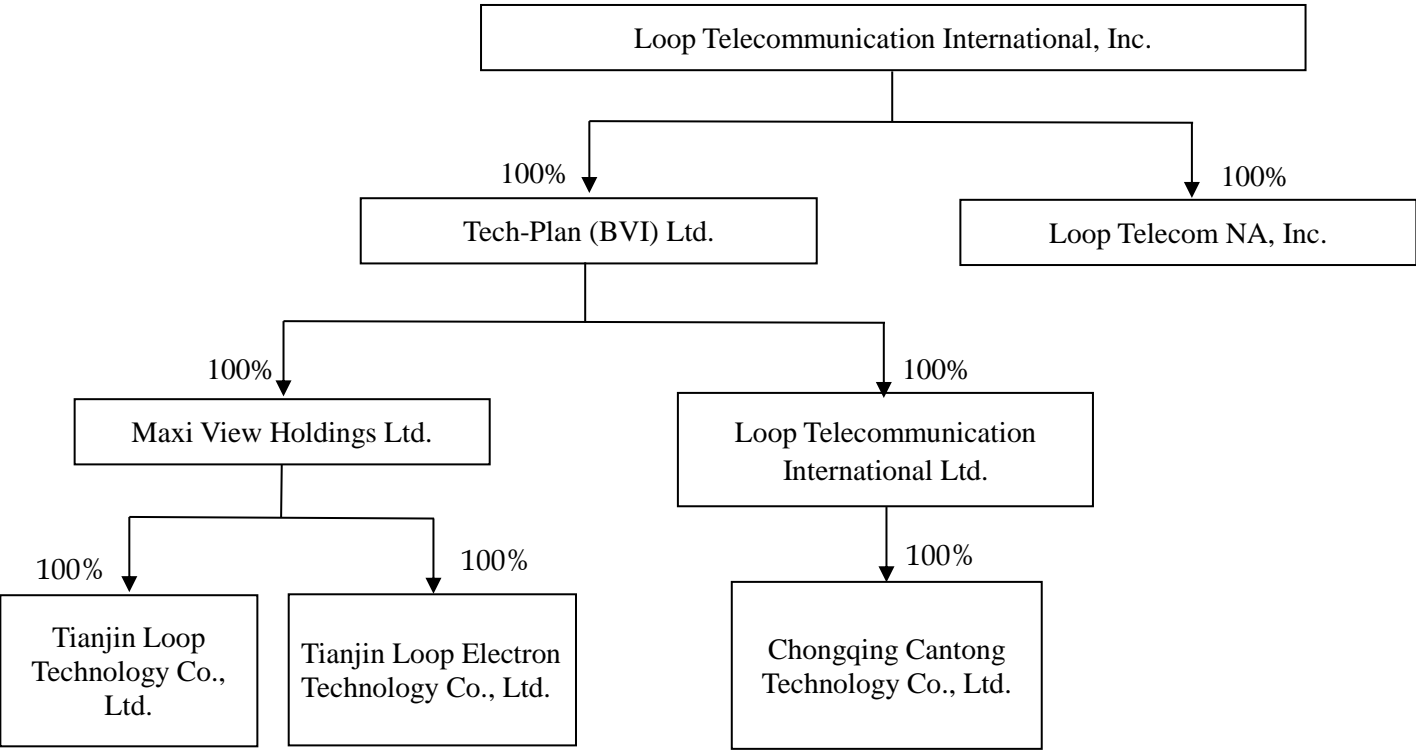 Loop Telecommunication International, Inc.
100%
100%
Tech-Plan (BVI) Ltd.
Loop Telecom NA, Inc.
100%
100%
Maxi View Holdings Ltd.
Loop Telecommunication
International Ltd.
100%
100%
100%
Tianjin Loop
Technology Co.,
Ltd.
Tianjin Loop Electron
Technology Co., Ltd.
Chongqing Cantong
Technology Co., Ltd.